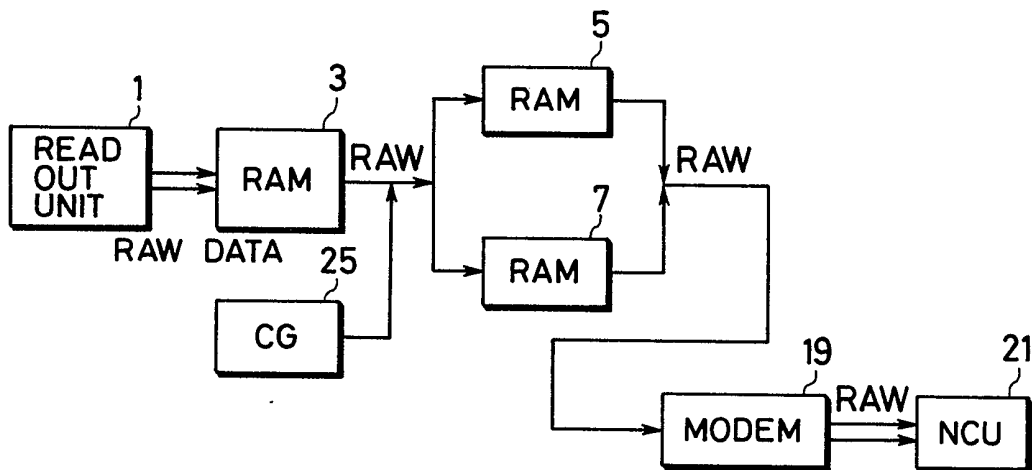 1
READ
OUT
UNIT
RAW DATA
3
RAM
RAW
25
CG
5
RAM
7
RAM
RAW
19
MODEM
RAW
21
NCU